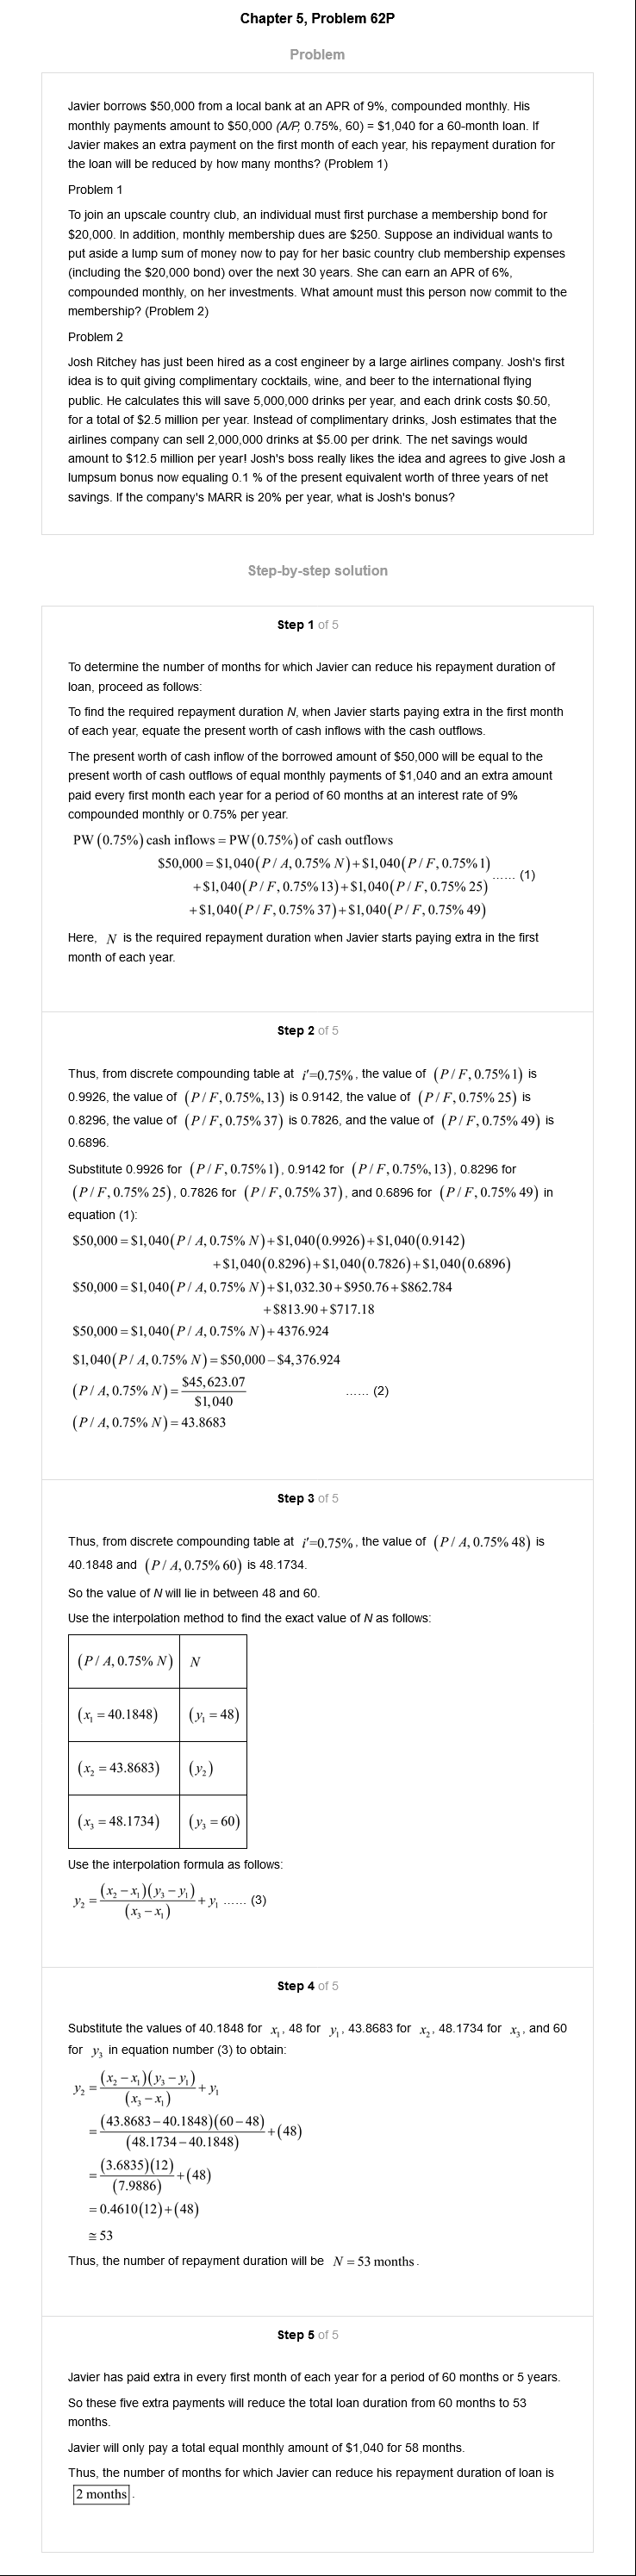 Chapter 5, Problem 62P
Problem
Javier borrows $50,000 from a local bank at an APR of 9%, compounded monthly. His
monthly payments amount to $50,000 (A/P, 0.75%, 60) = $1,040 for a 60-month loan. If
Javier makes an extra payment on the first month of each year, his repayment duration for
the loan will be reduced by how many months? (Problem 1)
Problem 1
To join an upscale country club, an individual must first purchase a membership bond for
$20,000. In addition, monthly membership dues are $250. Suppose an individual wants to
put aside a lump sum of money now to pay for her basic country club membership expenses
(including the $20,000 bond) over the next 30 years. She can earn an APR of 6%,
compounded monthly, on her investments. What amount must this person now commit to the
membership? (Problem 2)
Problem 2
Josh Ritchey has just been hired as a cost engineer by a large airlines company. Josh's first
idea is to quit giving complimentary cocktails, wine, and beer to the international flying
public. He calculates this will save 5,000,000 drinks per year, and each drink costs $0.50,
for a total of $2.5 million per year. Instead of complimentary drinks, Josh estimates that the
airlines company can sell 2,000,000 drinks at $5.00 per drink. The net savings would
amount to $12.5 million per year! Josh's boss really likes the idea and agrees to give Josh a
lumpsum bonus now equaling 0.1 % of the present equivalent worth of three years of net
savings. If the company's MARR is 20% per year, what is Josh's bonus?
Step-by-step solution
Step 1 of 5
To determine the number of months for which Javier can reduce his repayment duration of
loan, proceed as follows:
To find the required repayment duration N, when Javier starts paying extra in the first month
of each year, equate the present worth of cash inflows with the cash outflows.
The present worth of cash inflow of the borrowed amount of $50,000 will be equal to the
present worth of cash outflows of equal monthly payments of $1,040 and an extra amount
paid every first month each year for a period of 60 months at an interest rate of 9%
compounded monthly or 0.75% per year.
PW (0.75%) cash inflows = PW (0.75%) of cash outflows
$50,000 = $1,040 (P / A, 0.75% N) + $1,040 (P / F, 0.75% 1)
+ $1,040 (P / F, 0.75% 13) + $1,040 (P / F, 0.75% 25) ...... (1)
+ $1,040 (P / F, 0.75% 37) + $1,040 (P / F, 0.75% 49)
Here, N is the required repayment duration when Javier starts paying extra in the first
month of each year.
Step 2 of 5
Thus, from discrete compounding table at i'=0.75%, the value of (P / F, 0.75% 1) is
0.9926, the value of (P / F, 0.75%, 13) is 0.9142, the value of (P / F, 0.75% 25) is
0.8296, the value of (P / F, 0.75% 37) is 0.7826, and the value of (P / F, 0.75% 49) is
0.6896.
Substitute 0.9926 for (P / F, 0.75% 1), 0.9142 for (P / F, 0.75%, 13), 0.8296 for
(P / F, 0.75% 25), 0.7826 for (P / F, 0.75% 37), and 0.6896 for (P / F, 0.75% 49) in
equation (1):
$50,000 = $1,040 (P / A, 0.75% N) + $1,040 (0.9926) + $1,040 (0.9142)
+ $1,040 (0.8296) + $1,040 (0.7826) + $1,040 (0.6896)
$50,000 = $1,040 (P / A, 0.75% N) + $1,032.30 + $950.76 + $862.784
+ $813.90 + $717.18
$50,000 = $1,040 (P / A, 0.75% N) + 4376.924
$1,040 (P / A, 0.75% N) = $50,000 – $4,376.924
(P / A, 0.75% N) = $45,623.07 / $1,040 ...... (2)
(P / A, 0.75% N) = 43.8683
Step 3 of 5
Thus, from discrete compounding table at i'=0.75%, the value of (P / A, 0.75% 48) is
40.1848 and (P / A, 0.75% 60) is 48.1734.
So the value of N will lie in between 48 and 60.
Use the interpolation method to find the exact value of N as follows:
(P / A, 0.75% N) N
(x₁ = 40.1848) (y₁ = 48)
(x₂ = 43.8683) (y₂)
(x₃ = 48.1734) (y₃ = 60)
Use the interpolation formula as follows:
y₂ = (x₂ – x₁)(y₃ – y₁) / (x₃ – x₁) + y₁ ...... (3)
Step 4 of 5
Substitute the values of 40.1848 for x₁, 48 for y₁, 43.8683 for x₂, 48.1734 for x₃, and 60
for y₃ in equation number (3) to obtain:
y₂ = (x₂ – x₁)(y₃ – y₁) / (x₃ – x₁) + y₁
= (43.8683 – 40.1848)(60 – 48) / (48.1734 – 40.1848) + (48)
= (3.6835)(12) / (7.9886) + (48)
= 0.4610(12) + (48)
≅ 53
Thus, the number of repayment duration will be N = 53 months.
Step 5 of 5
Javier has paid extra in every first month of each year for a period of 60 months or 5 years.
So these five extra payments will reduce the total loan duration from 60 months to 53
months.
Javier will only pay a total equal monthly amount of $1,040 for 58 months.
Thus, the number of months for which Javier can reduce his repayment duration of loan is
2 months.